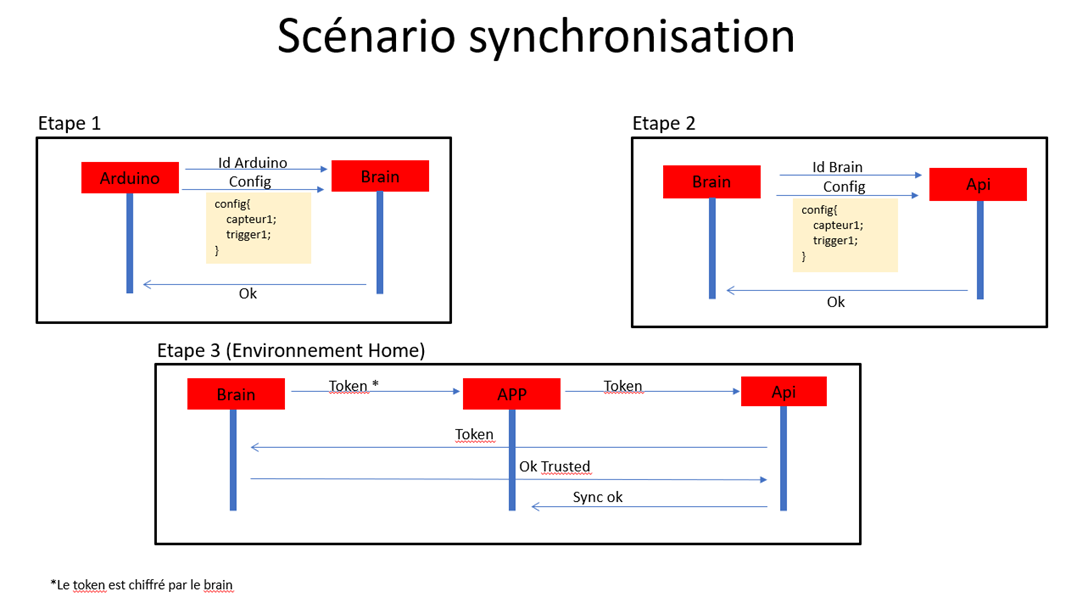 Scénario synchronisation
Etape 1
Arduino
Id Arduino
Config
Brain
config{
capteur1;
trigger1;
}
Ok
Etape 2
Brain
Id Brain
Config
Api
config{
capteur1;
trigger1;
}
Ok
Etape 3 (Environnement Home)
Brain
Token *
APP
Token
Api
Token
Ok Trusted
Sync ok
*Le token est chiffré par le brain